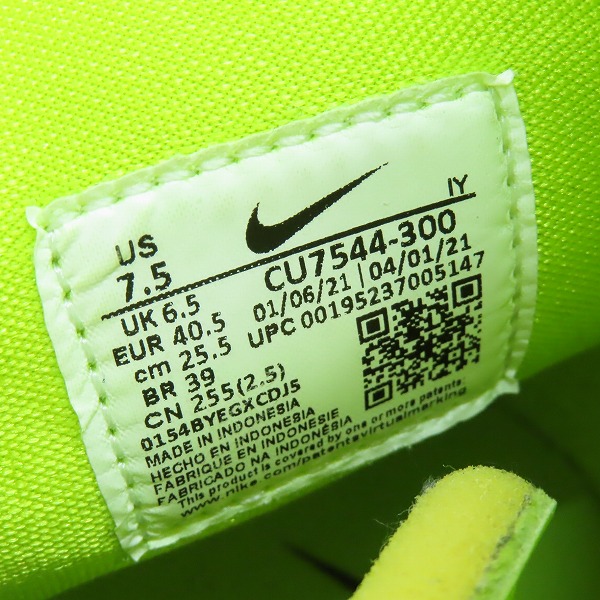 IY
US
7.5
CU7544-300
UK 6.5
01/06/21 | 04/01/21
EUR 40.5
UPC 00195237005147
cm 25.5
BR 39
CN 255(2.5)
0154BYEGXCDJ5
MADE IN INDONESIA
HECHO EN INDONESIA
FABRIQUE EN INDONÉSIE
FABRICADO NA INDONÉSIA
This product is covered by one or more patents:
www.nike.com/patentsvirtualmarking